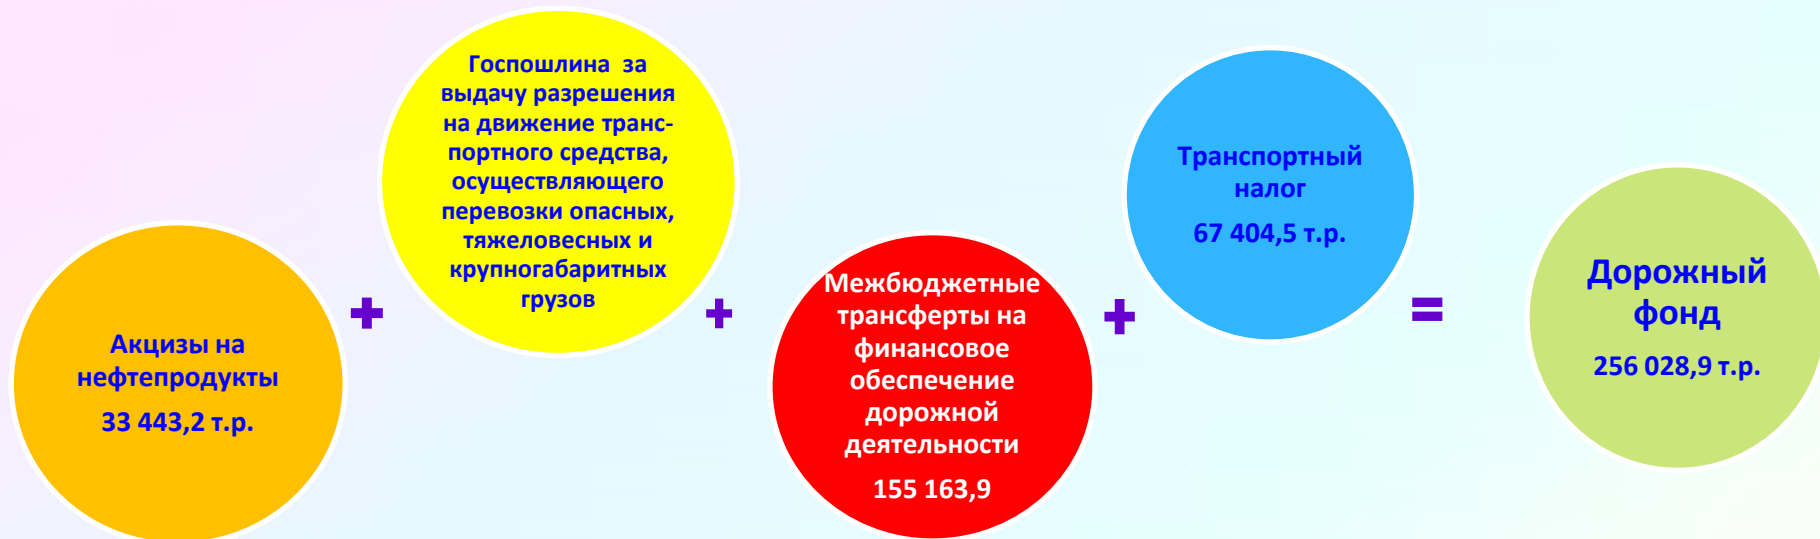 Акцизы на
нефтепродукты
33 443,2 т.р.
+
Госпошлина за
выдачу разрешения
на движение транс-
портного средства,
осуществляющего
перевозки опасных,
тяжеловесных и
крупногабаритных
грузов
+
Межбюджетные
трансферты на
финансовое
обеспечение
дорожной
деятельности
155 163,9
+
Транспортный
налог
67 404,5 т.р.
=
Дорожный
фонд
256 028,9 т.р.